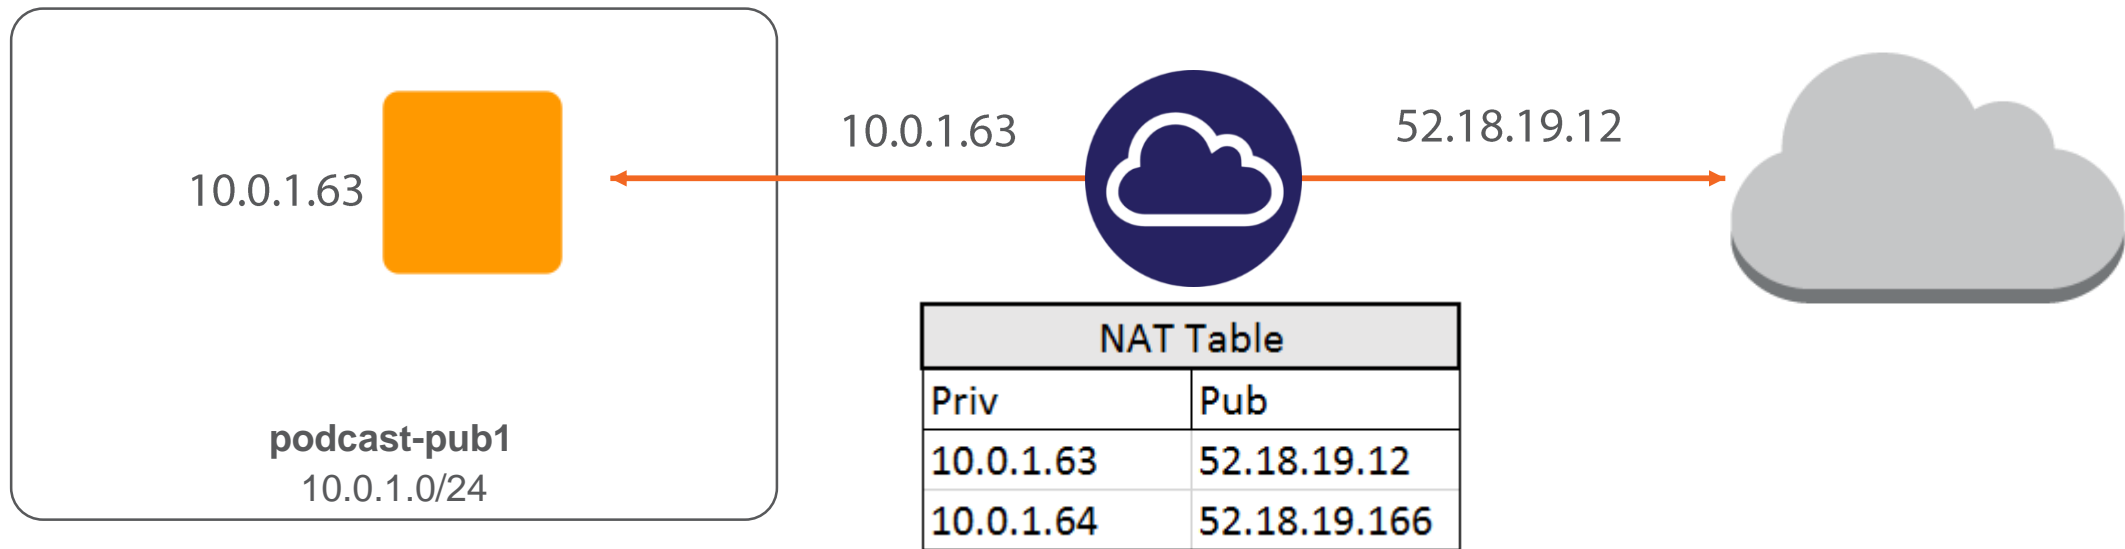 10.0.1.63
podcast-pub1
10.0.1.0/24
10.0.1.63
52.18.19.12
NAT Table
Priv Pub
10.0.1.63 52.18.19.12
10.0.1.64 52.18.19.166